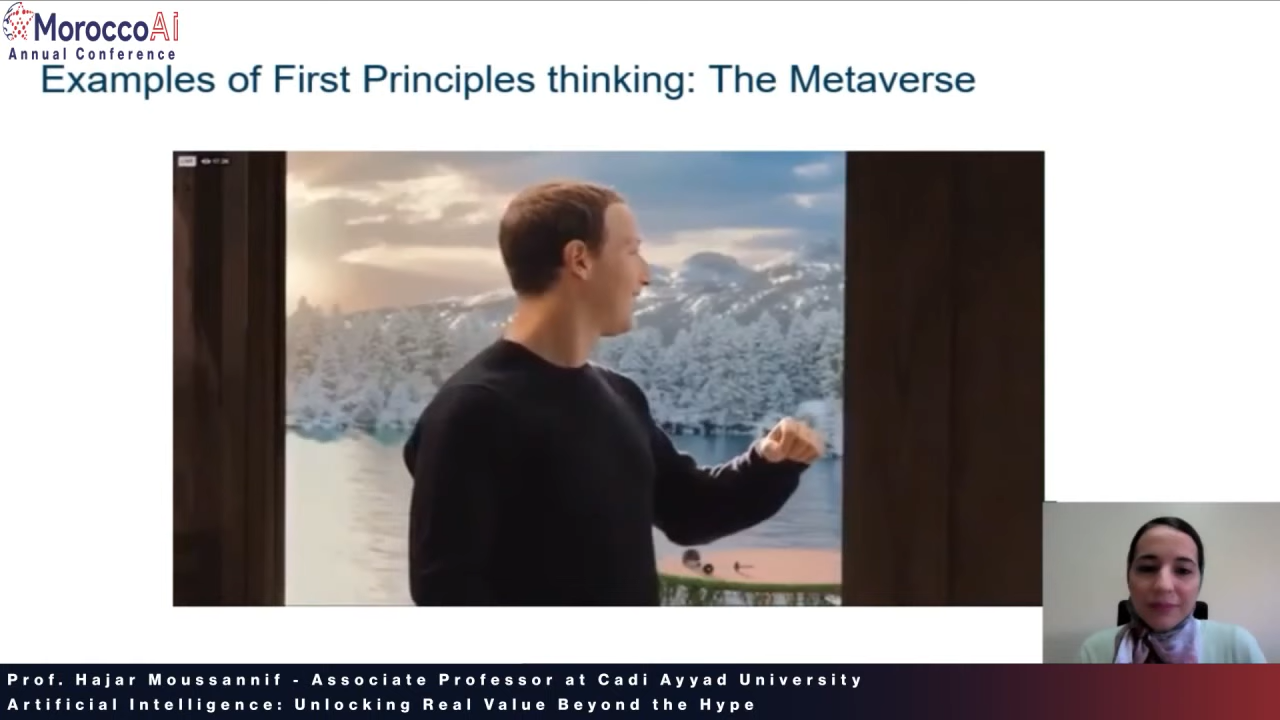 MoroccoAi
Annual Conference
Examples of First Principles thinking: The Metaverse
Prof. Hajar Moussannif - Associate Professor at Cadi Ayyad University
Artificial Intelligence: Unlocking Real Value Beyond the Hype